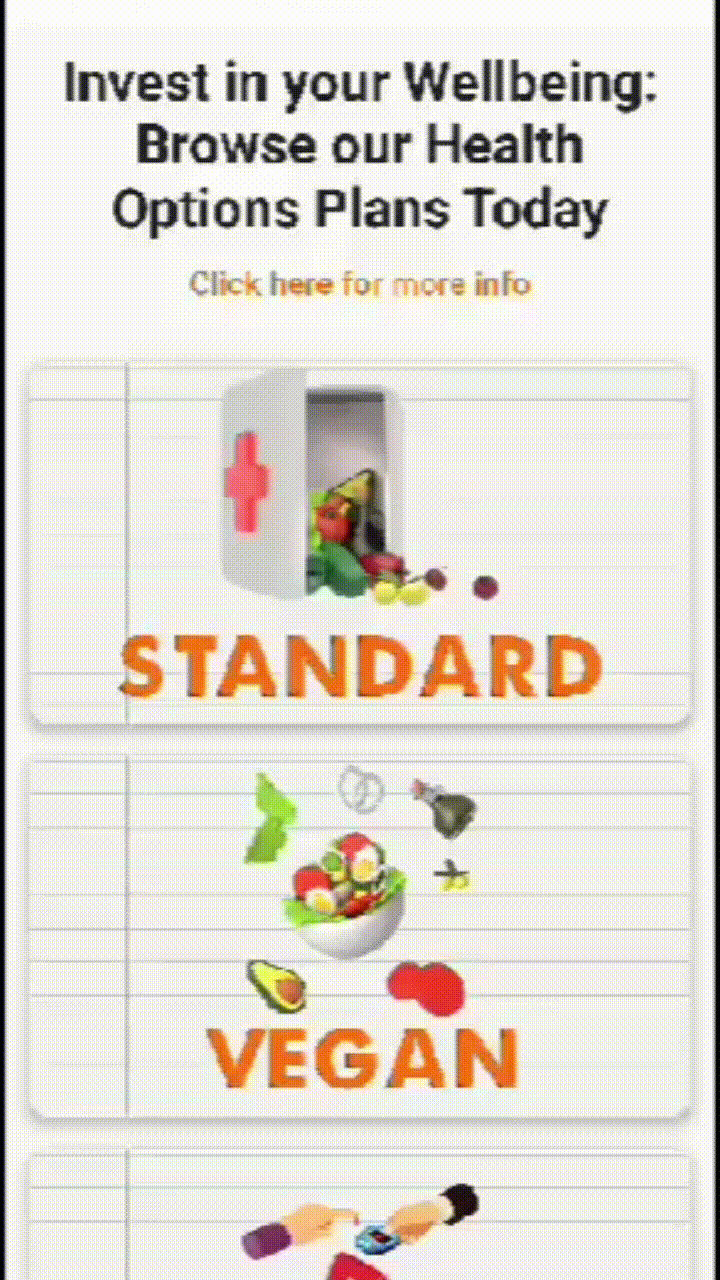 Invest in your Wellbeing:
Browse our Health
Options Plans Today
Click here for more info
STANDARD
VEGAN